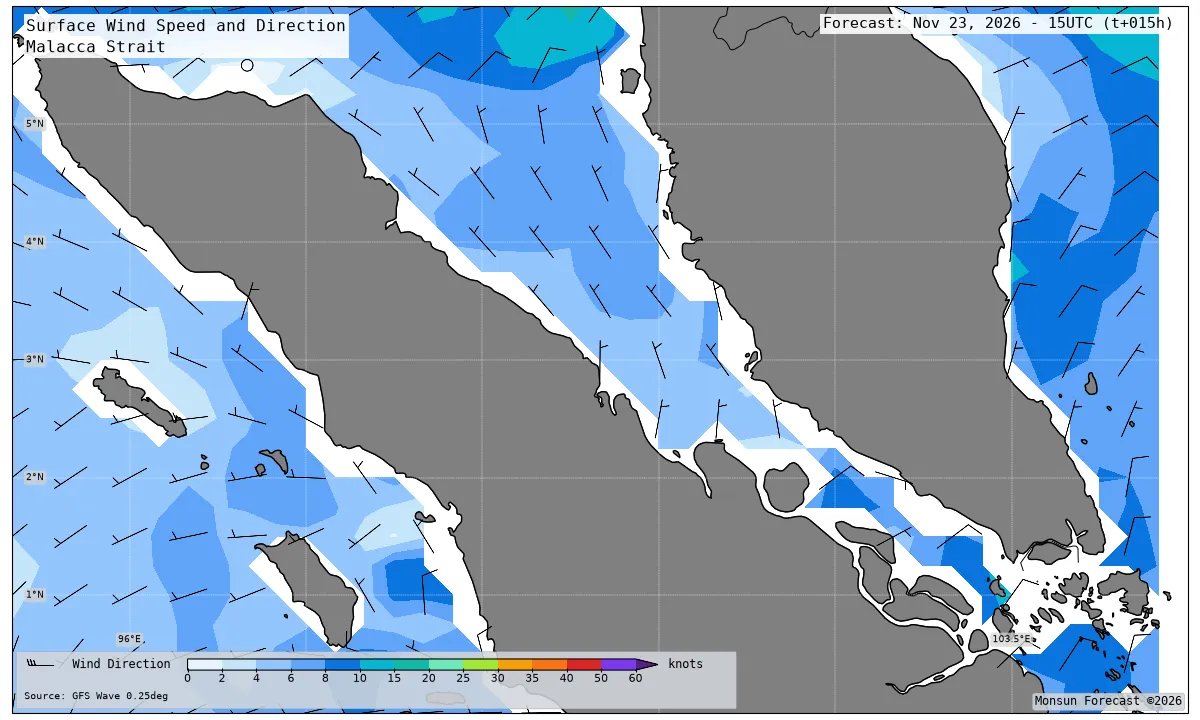 Surface Wind Speed and Direction
Malacca Strait
Forecast: Nov 23, 2026 - 15UTC (t+015h)
5°N
4°N
3°N
2°N
1°N
96°E
103.5°E
Wind Direction
0 2 4 6 8 10 12 15 20 25 30 35 40 50 60
knots
Source: GFS Wave 0.25deg
Monsun Forecast ©2026